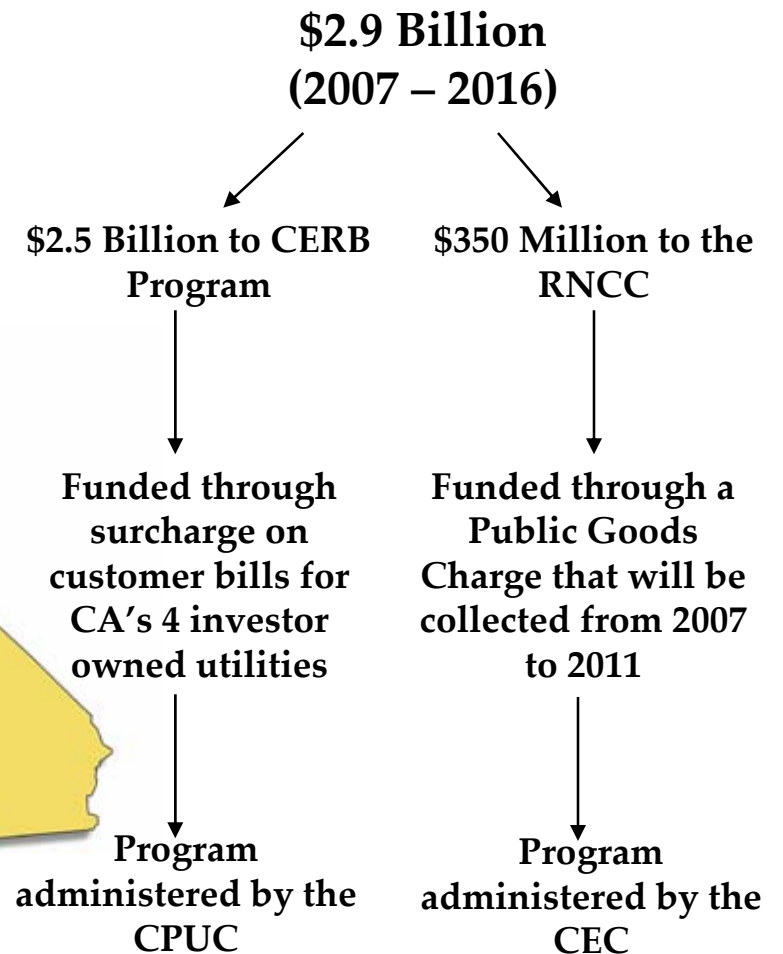 $2.9 Billion
(2007 – 2016)
$2.5 Billion to CERB
Program
$350 Million to the
RNCC
Funded through
surcharge on
customer bills for
CA's 4 investor
owned utilities
Funded through a
Public Goods
Charge that will be
collected from 2007
to 2011
Program
administered by the
CPUC
Program
administered by the
CEC